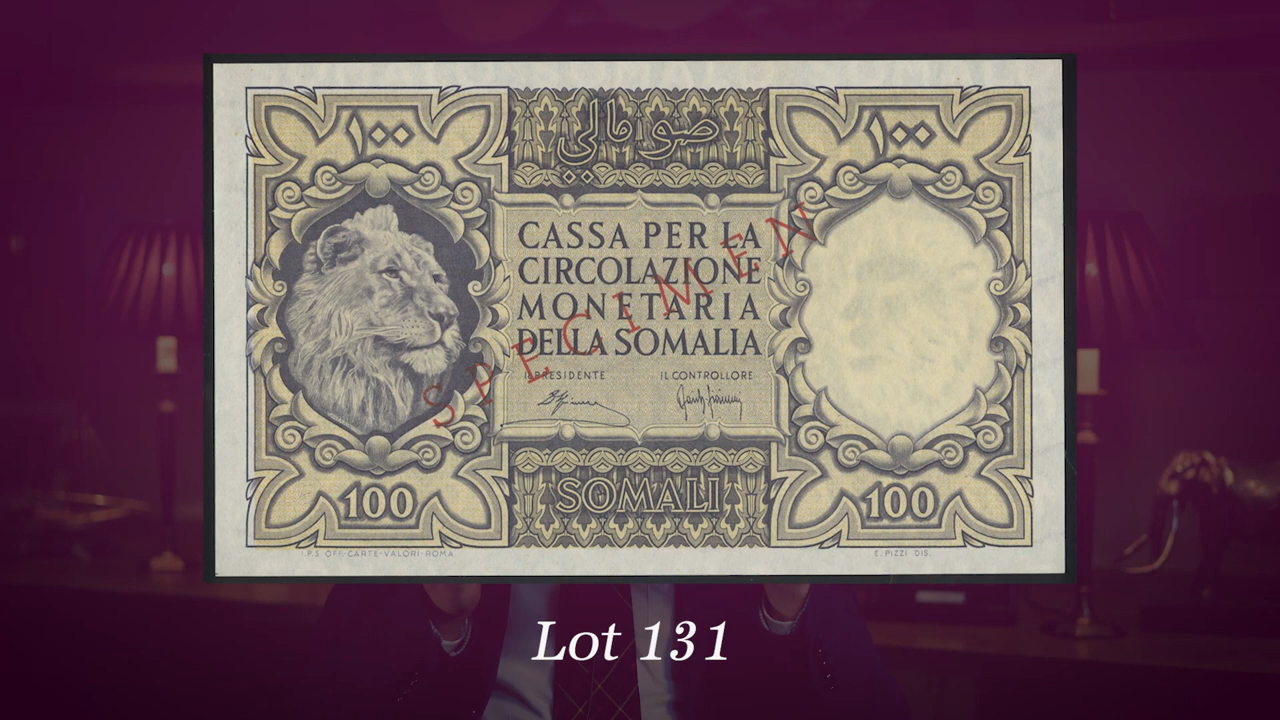 ١٠٠
صومالي
١٠٠
CASSA PER LA
CIRCOLAZIONE
MONETARIA
DELLA SOMALIA
SPECIMEN
IL PRESIDENTE
IL CONTROLLORE
100
SOMALI
100
I.P.S. OFF. CARTE-VALORI-ROMA
E. PIZZI DIS.
Lot 131